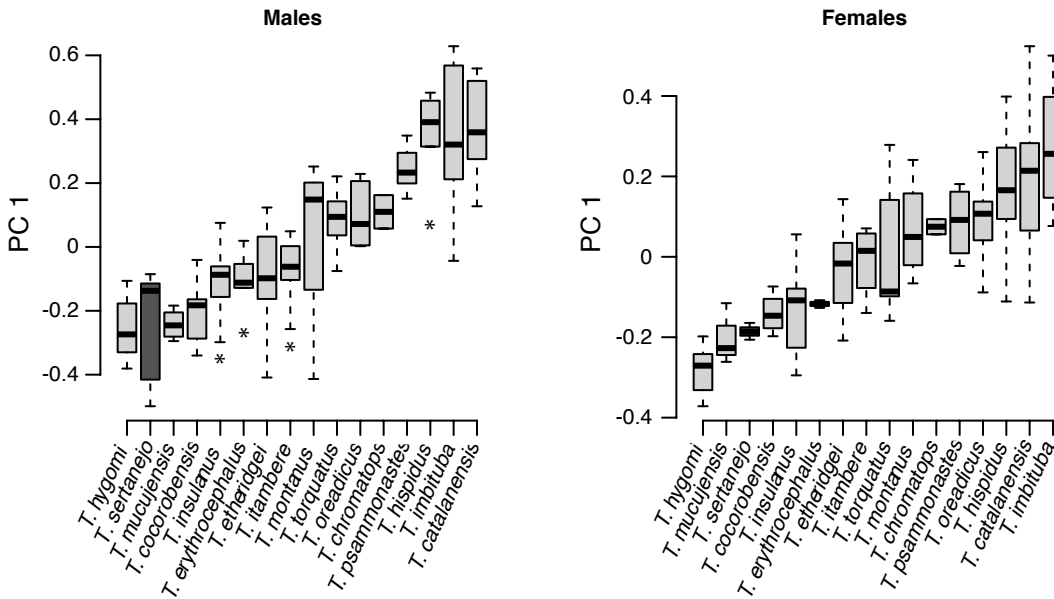 Males
PC 1
0.6
0.4
0.2
0
-0.2
-0.4
*
*
*
*
T. hygomi
T. sertanejo
T. mucujensis
T. cocorobensis
T. insulanus
T. erythrocephalus
T. etheridgei
T. itambere
T. montanus
T. torquatus
T. oreadicus
T. chromatops
T. psammonastes
T. hispidus
T. imbituba
T. catalanensis
Females
PC 1
0.4
0.2
0
-0.2
-0.4
T. hygomi
T. mucujensis
T. sertanejo
T. cocorobensis
T. insulanus
T. erythrocephalus
T. etheridgei
T. itambere
T. torquatus
T. montanus
T. chromatops
T. psammonastes
T. oreadicus
T. hispidus
T. catalanensis
T. imbituba